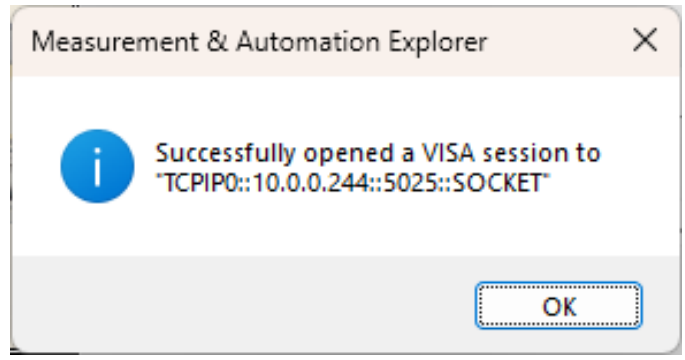 Measurement & Automation Explorer
Successfully opened a VISA session to
"TCPIP0::10.0.0.244::5025::SOCKET"
OK